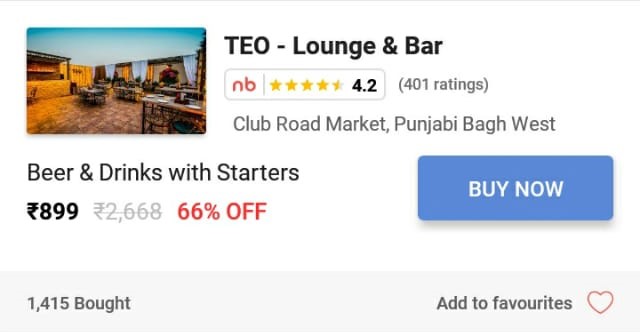 TEO - Lounge & Bar
nb 4.2 (401 ratings)
Club Road Market, Punjabi Bagh West
Beer & Drinks with Starters
₹899 ₹2,668 66% OFF
BUY NOW
1,415 Bought
Add to favourites